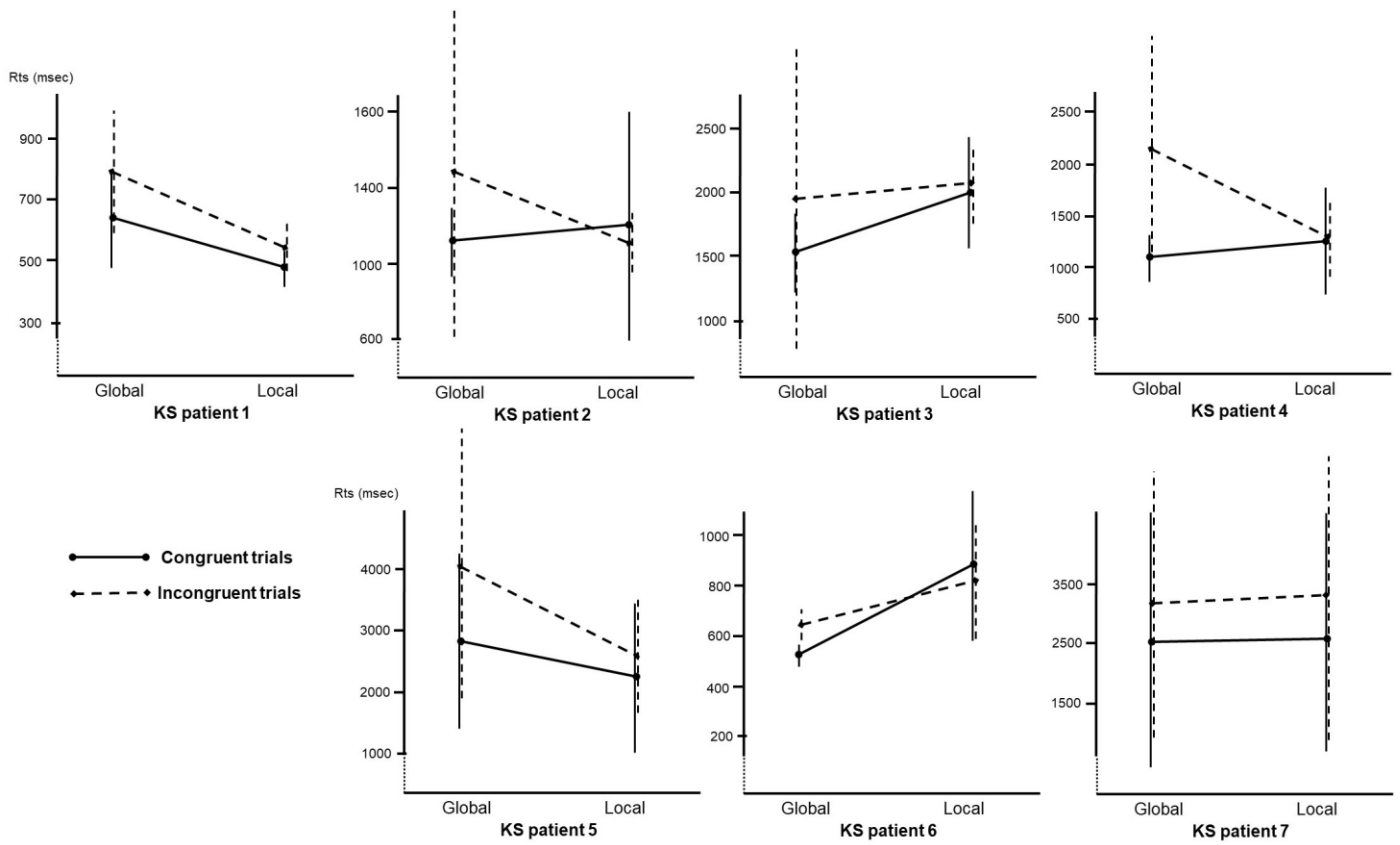 Rts (msec)
900
700
500
300
Global Local
KS patient 1
1600
1400
1000
600
Global Local
KS patient 2
2500
2000
1500
1000
Global Local
KS patient 3
2500
2000
1500
1000
500
Global Local
KS patient 4
Congruent trials
Incongruent trials
Rts (msec)
4000
3000
2000
1000
Global Local
KS patient 5
1000
800
600
400
200
Global Local
KS patient 6
3500
2500
1500
Global Local
KS patient 7